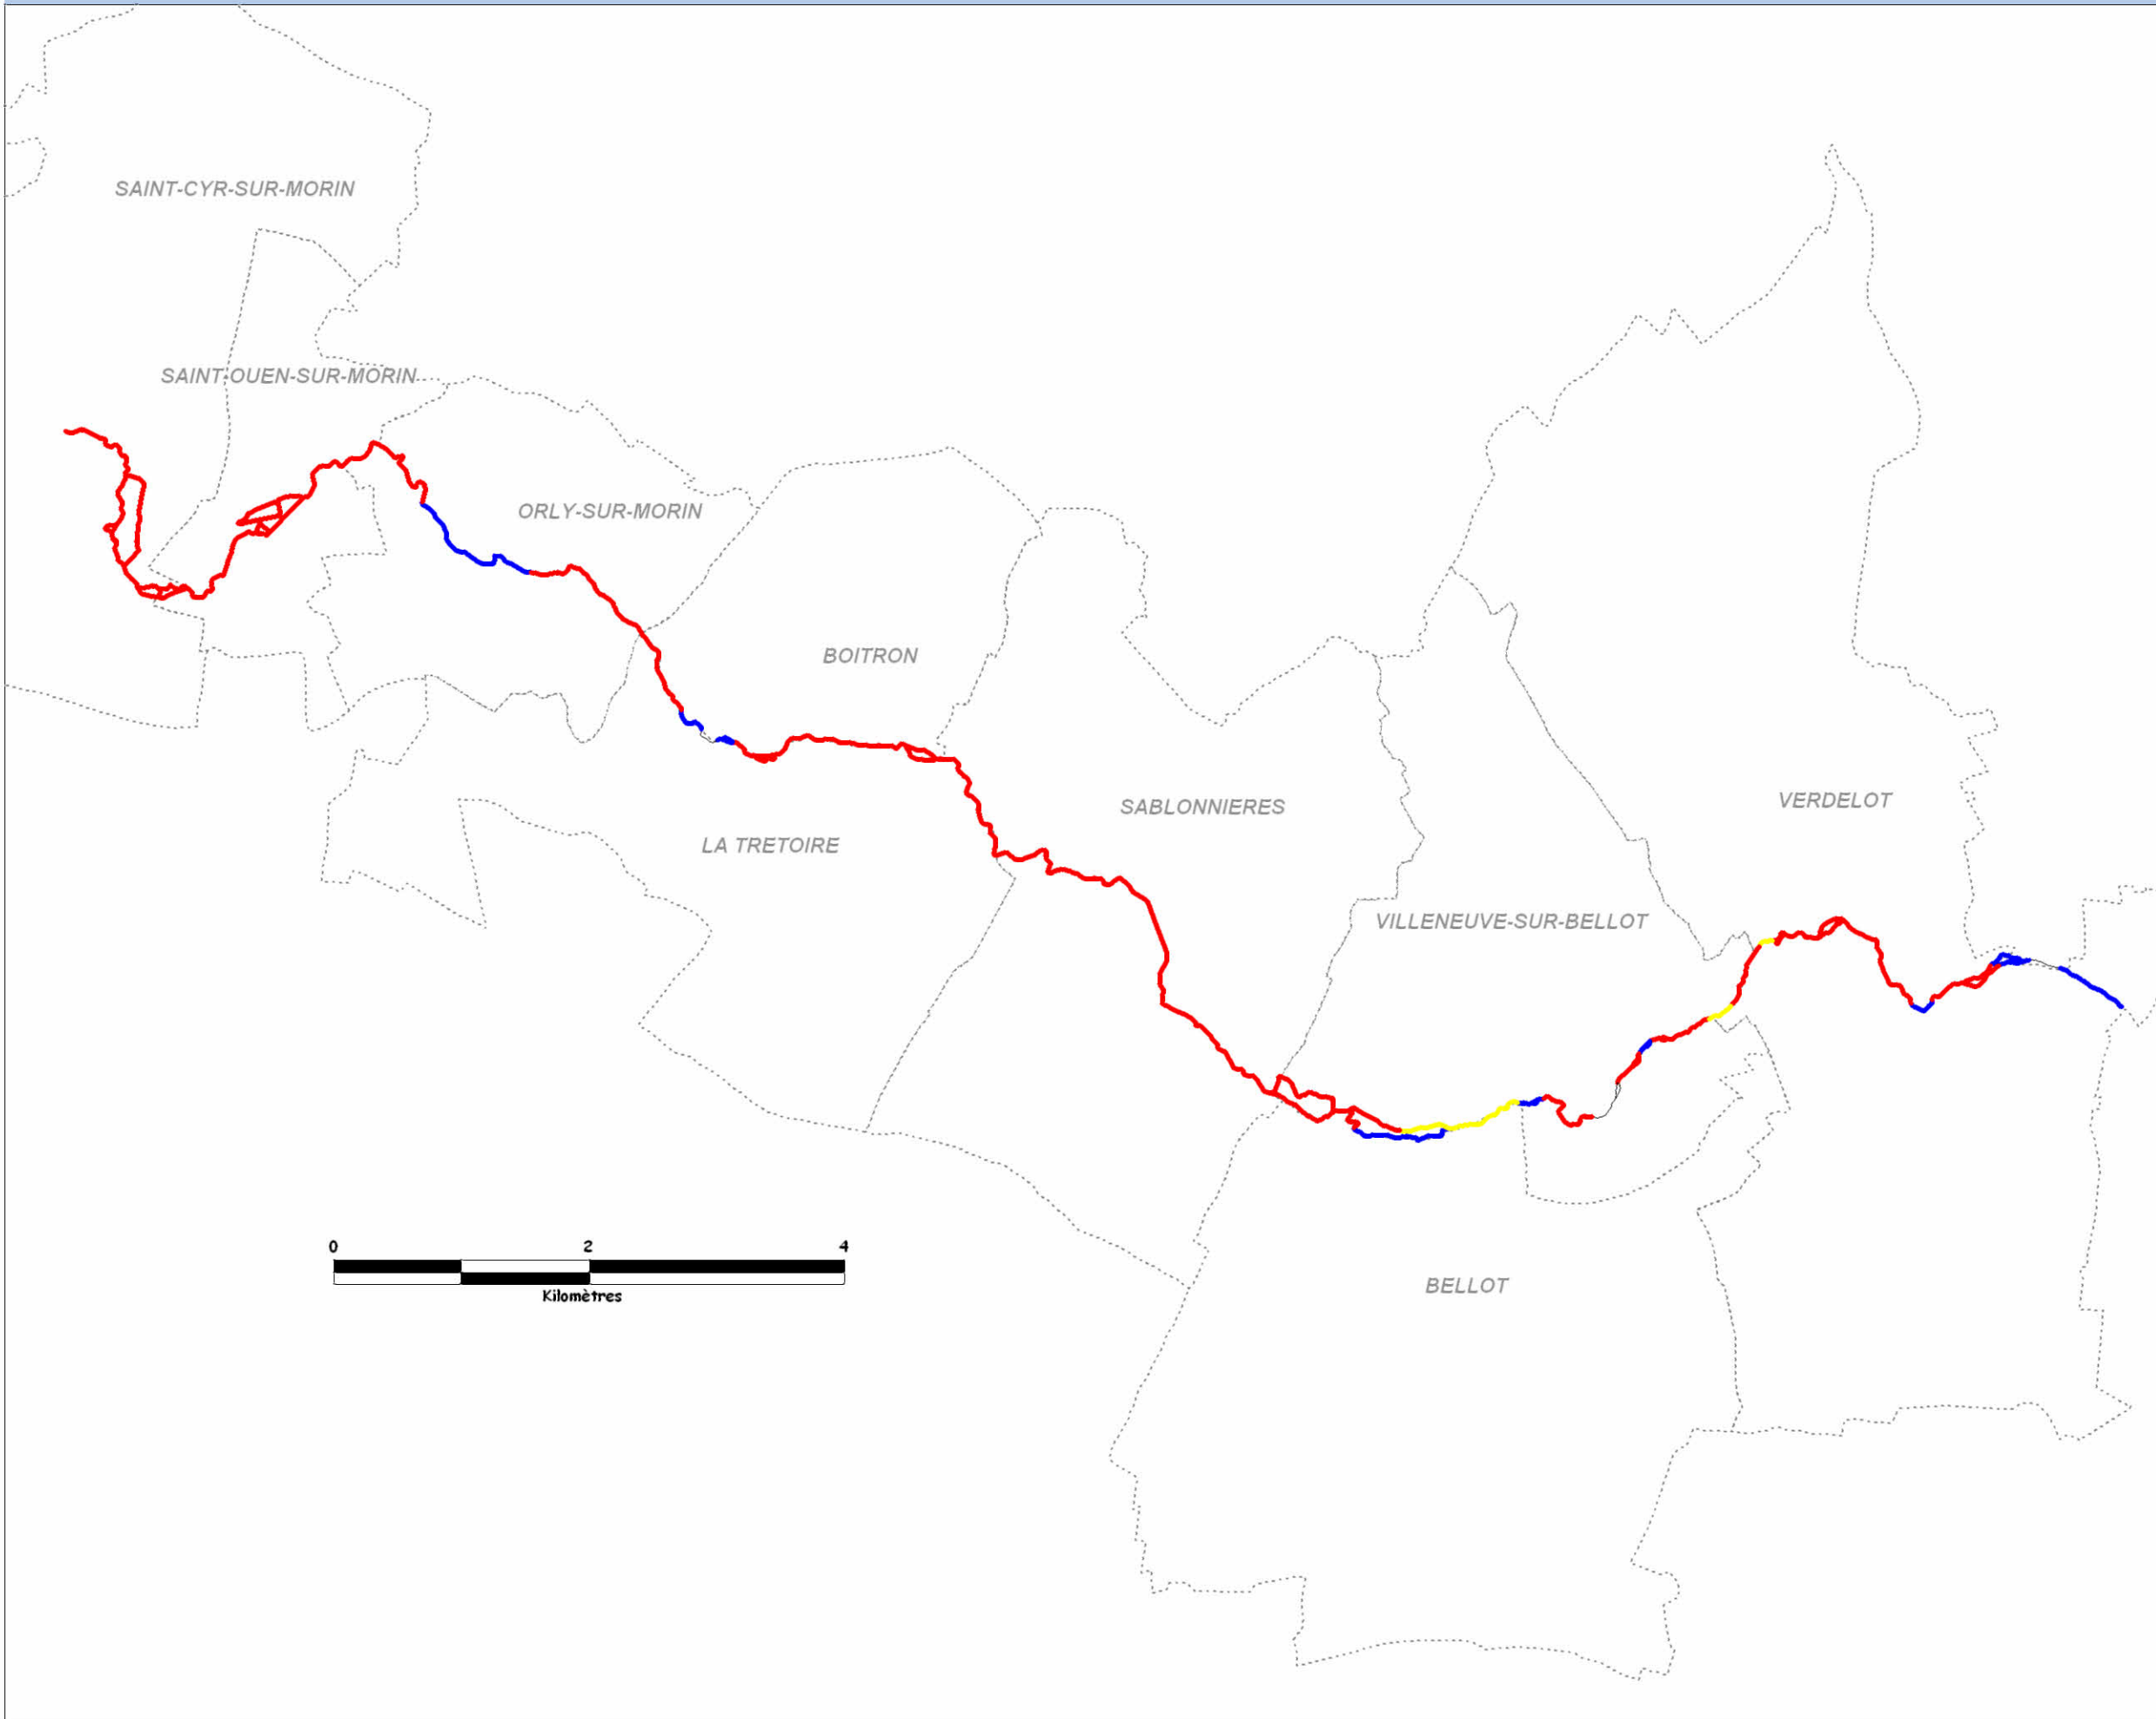 SAINT-CYR-SUR-MORIN
SAINT-OUEN-SUR-MORIN
ORLY-SUR-MORIN
BOITRON
VERDELOT
SABLONNIERES
LA TRETOIRE
VILLENEUVE-SUR-BELLOT
0 2 4
Kilomètres
BELLOT